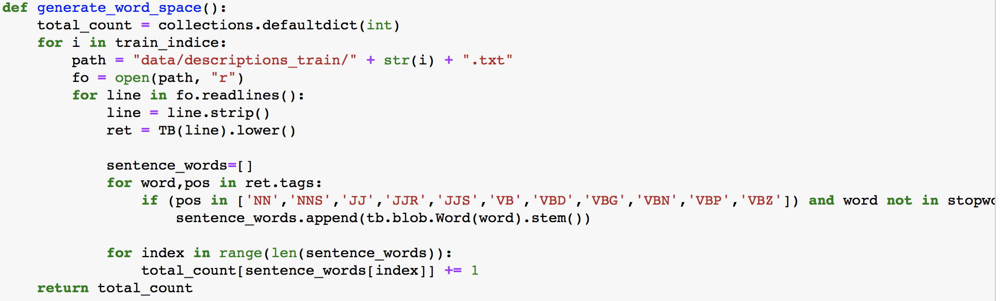 def generate_word_space():
    total_count = collections.defaultdict(int)
    for i in train_indice:
        path = "data/descriptions_train/" + str(i) + ".txt"
        fo = open(path, "r")
        for line in fo.readlines():
            line = line.strip()
            ret = TB(line).lower()

            sentence_words=[]
            for word,pos in ret.tags:
                if (pos in ['NN','NNS','JJ','JJR','JJS','VB','VBD','VBG','VBN','VBP','VBZ']) and word not in
                    sentence_words.append(tb.blob.Word(word).stem())

            for index in range(len(sentence_words)):
                total_count[sentence_words[index]] += 1
    return total_count